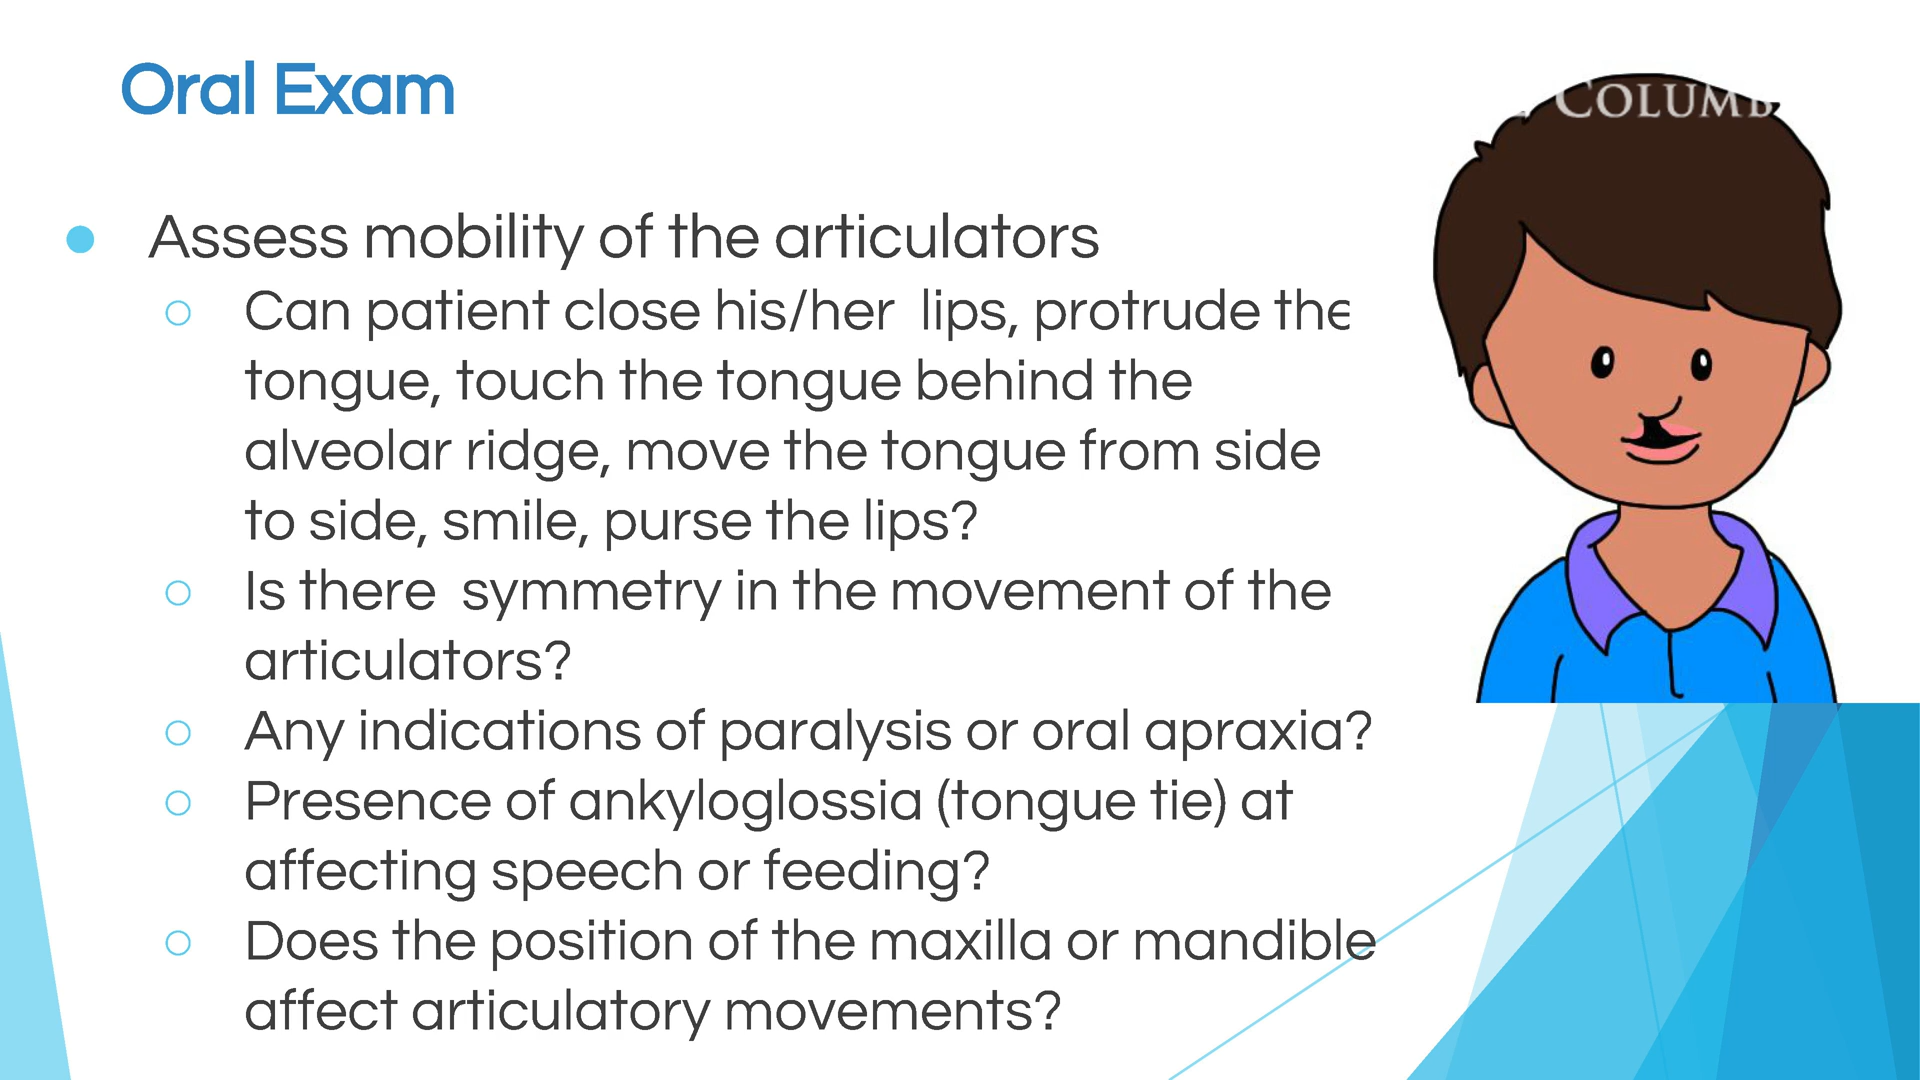 Oral Exam
COLUMB
● Assess mobility of the articulators
○ Can patient close his/her lips, protrude the
tongue, touch the tongue behind the
alveolar ridge, move the tongue from side
to side, smile, purse the lips?
○ Is there symmetry in the movement of the
articulators?
○ Any indications of paralysis or oral apraxia?
○ Presence of ankyloglossia (tongue tie) at
affecting speech or feeding?
○ Does the position of the maxilla or mandible
affect articulatory movements?